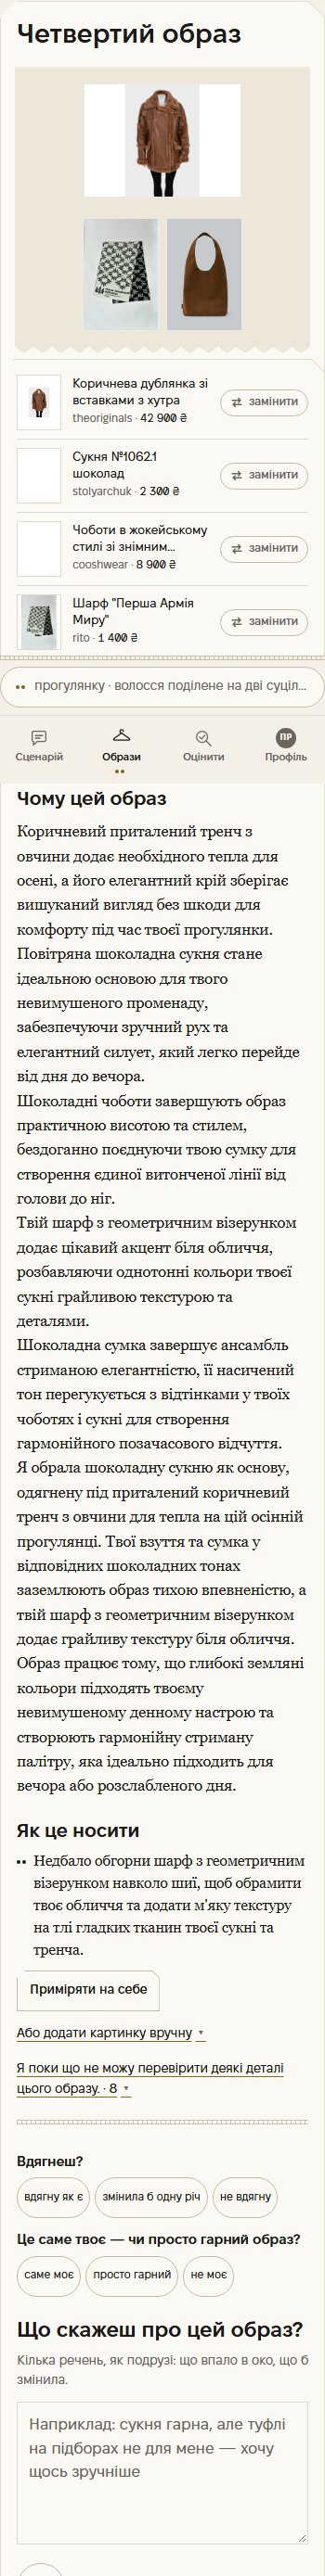 Четвертий образ
Коричнева дублянка зі
вставками з хутра
theoriginals · 42 900 ₴
замінити
Сукня №1062.1
шоколад
stolyarchuk · 2 300 ₴
замінити
Чоботи в жокейському
стилі зі знімним...
cooshwear · 8 900 ₴
замінити
Шарф "Перша Армія
Миру"
rito · 1 400 ₴
замінити
прогулянку · волосся поділене на дві суціл...
Сценарій
Образи
Оцінити
ПР
Профіль
Чому цей образ
Коричневий приталений тренч з
овчини додає необхідного тепла для
осені, а його елегантний крій зберігає
вишуканий вигляд без шкоди для
комфорту під час твоєї прогулянки.
Повітряна шоколадна сукня стане
ідеальною основою для твого
невимушеного променаду,
забезпечуючи зручний рух та
елегантний силует, який легко перейде
від дня до вечора.
Шоколадні чоботи завершують образ
практичною висотою та стилем,
бездоганно поєднуючи твою сумку для
створення єдиної витонченої лінії від
голови до ніг.
Твій шарф з геометричним візерунком
додає цікавий акцент біля обличчя,
розбавляючи однотонні кольори твоєї
сукні грайливою текстурою та
деталями.
Шоколадна сумка завершує ансамбль
стриманою елегантністю, її насичений
тон перегукується з відтінками у твоїх
чоботях і сукні для створення
гармонійного позачасового відчуття.
Я обрала шоколадну сукню як основу,
одягнену під приталений коричневий
тренч з овчини для тепла на цій осінній
прогулянці. Твої взуття та сумка у
відповідних шоколадних тонах
заземлюють образ тихою впевненістю, а
твій шарф з геометричним візерунком
додає грайливу текстуру біля обличчя.
Образ працює тому, що глибокі земляні
кольори підходять твоєму
невимушеному денному настрою та
створюють гармонійну стриману
палітру, яка ідеально підходить для
вечора або розслабленого дня.
Як це носити
Недбало обгорни шарф з геометричним
візерунком навколо шиї, щоб обрамити
твоє обличчя та додати м'яку текстуру
на тлі гладких тканин твоєї сукні та
тренча.
Приміряти на себе
Або додати картинку вручну
Я поки що не можу перевірити деякі деталі
цього образу. · 8
Вдягнеш?
вдягну як є
змінила б одну річ
не вдягну
Це саме твоє — чи просто гарний образ?
саме моє
просто гарний
не моє
Що скажеш про цей образ?
Кілька речень, як подрузі: що впало в око, що б
змінила.
Наприклад: сукня гарна, але туфлі
на підборах не для мене — хочу
щось зручніше